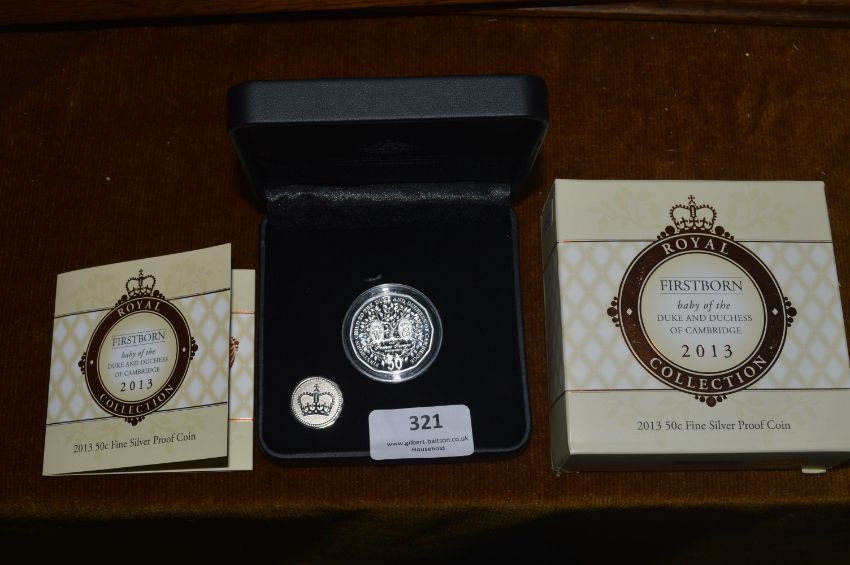 ROYAL
FIRSTBORN
baby of the
DUKE AND DUCHESS
OF CAMBRIDGE
2013
COLLECTION
2013 50c Fine Silver Proof Coin
50
321
www.gilbert-baitson.co.uk
Household
ROYAL
FIRSTBORN
baby of the
DUKE AND DUCHESS
OF CAMBRIDGE
2013
COLLECTION
2013 50c Fine Silver Proof Coin